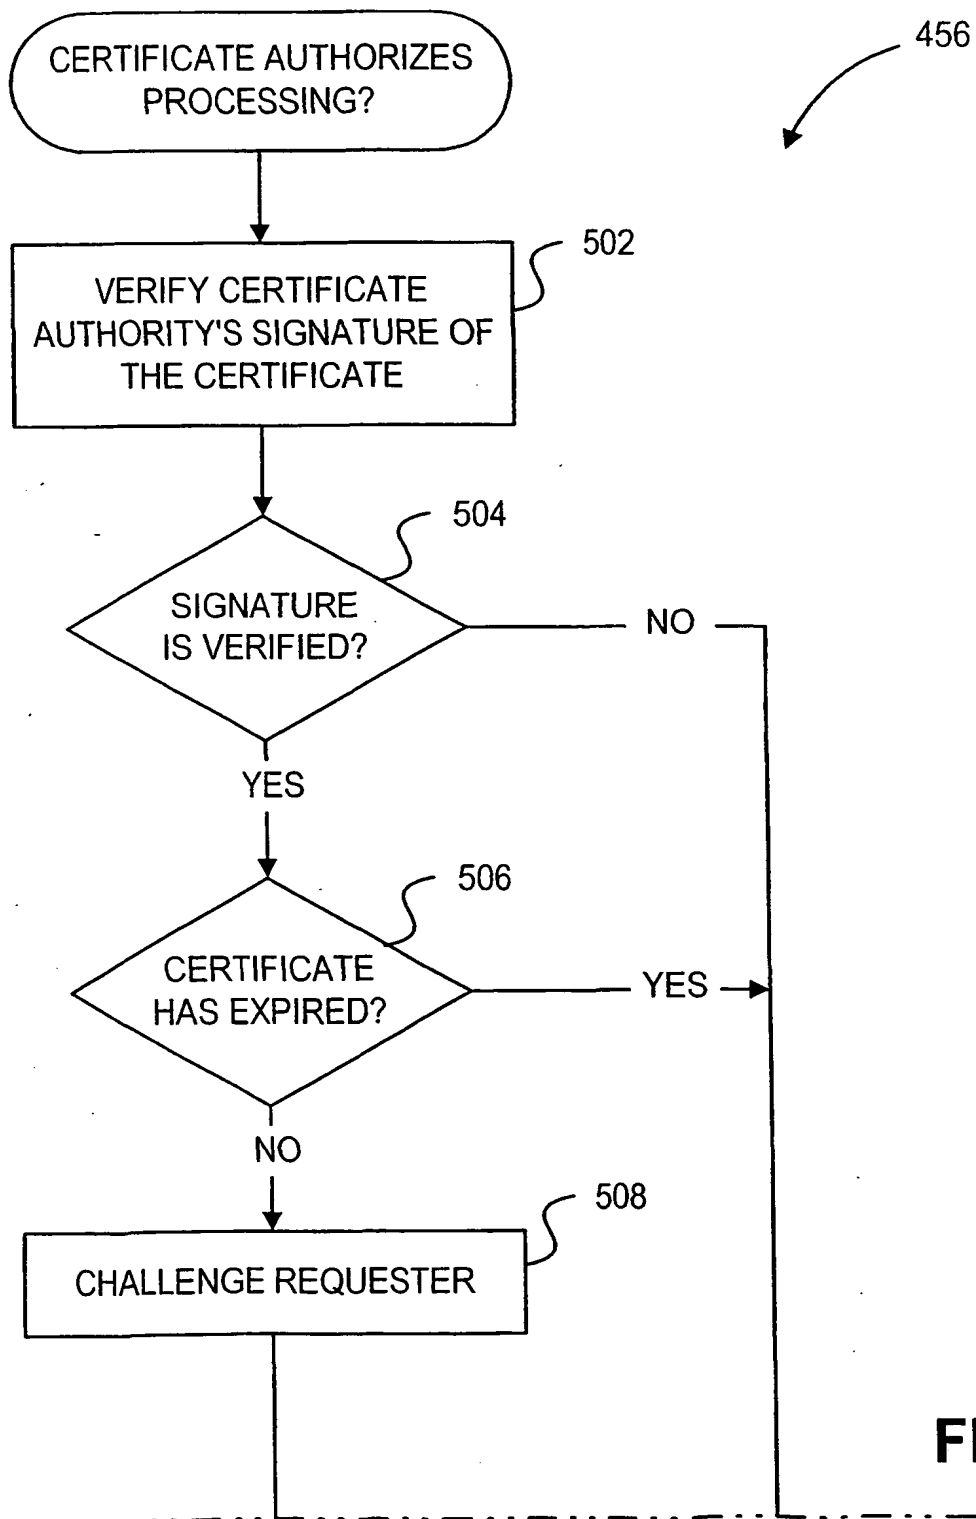 CERTIFICATE AUTHORIZES
PROCESSING?
456
502
VERIFY CERTIFICATE
AUTHORITY'S SIGNATURE OF
THE CERTIFICATE
504
SIGNATURE
IS VERIFIED?
NO
YES
506
CERTIFICATE
HAS EXPIRED?
YES
NO
508
CHALLENGE REQUESTER